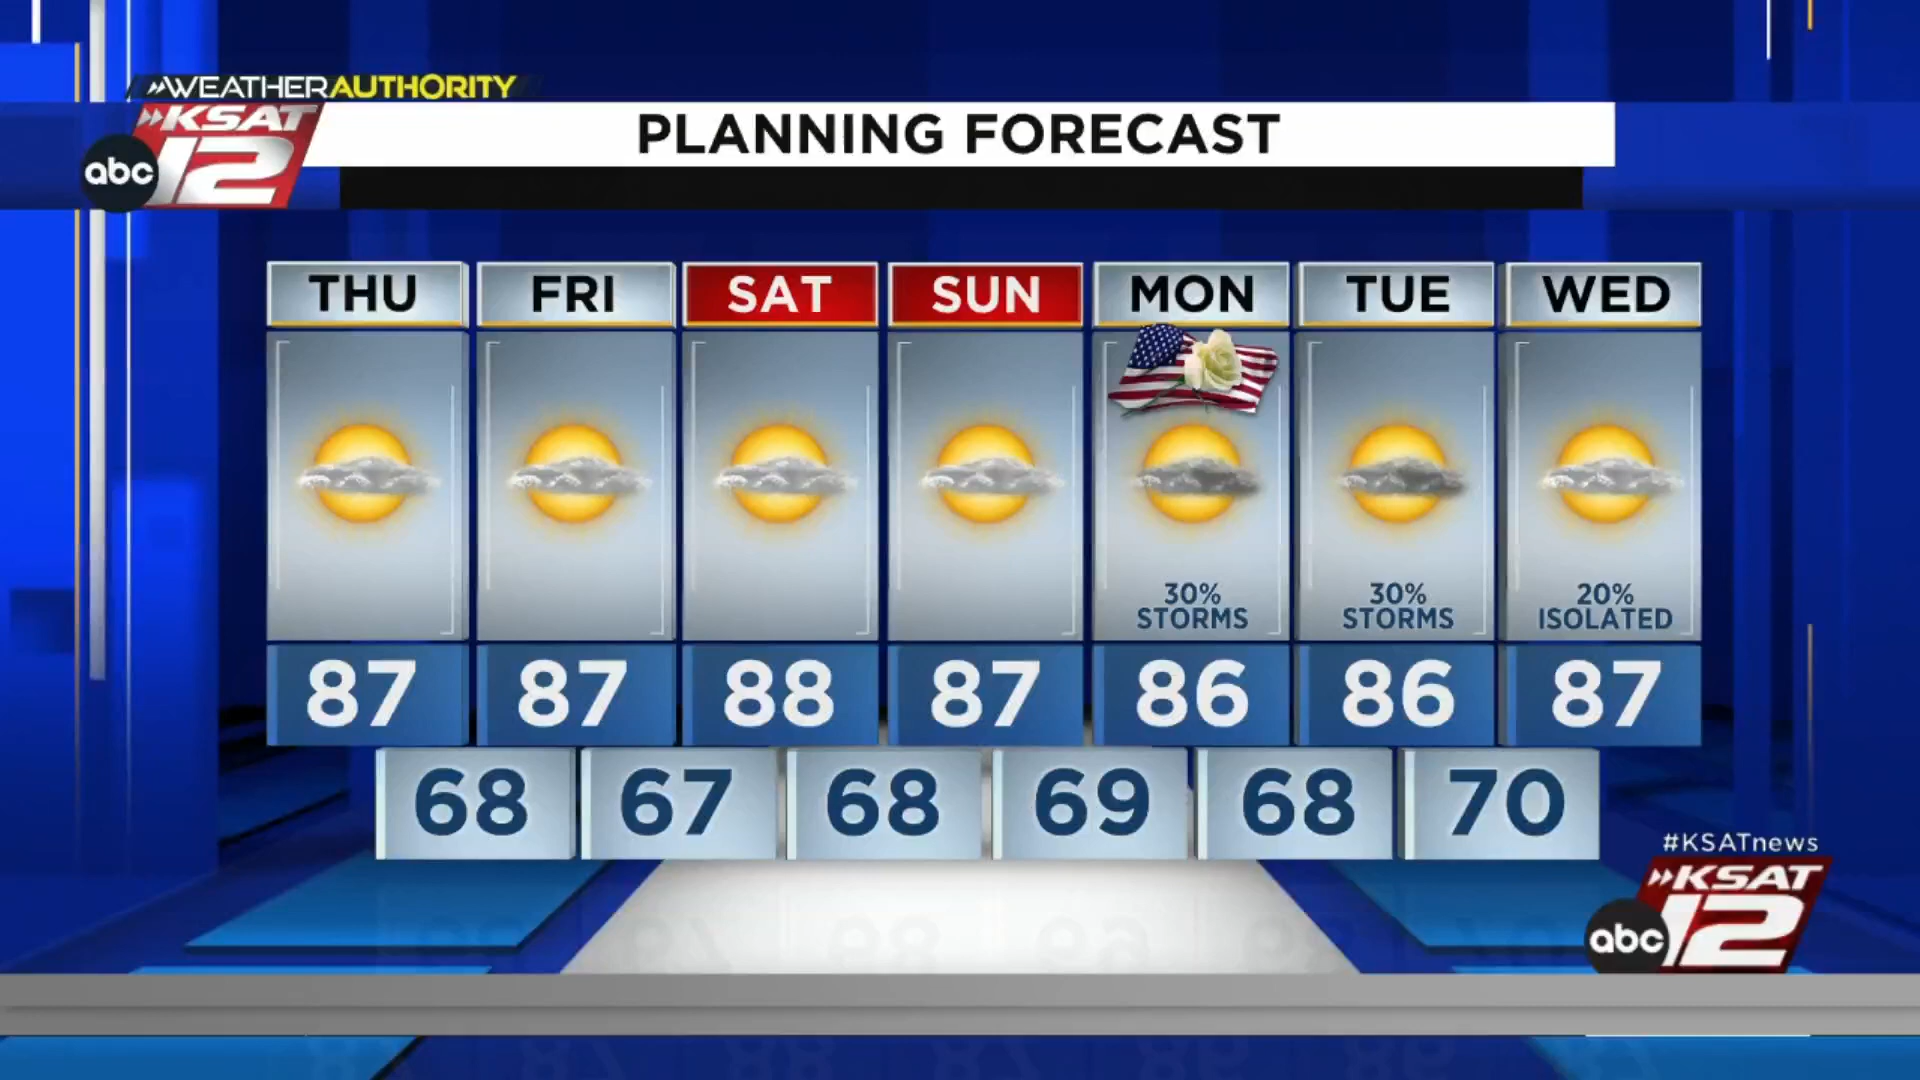 WEATHERAUTHORITY
KSAT
abc 12
PLANNING FORECAST
THU FRI SAT SUN MON TUE WED
30% 30% 20%
STORMS STORMS ISOLATED
87 87 88 87 86 86 87
68 67 68 69 68 70
#KSATnews
KSAT
abc 12